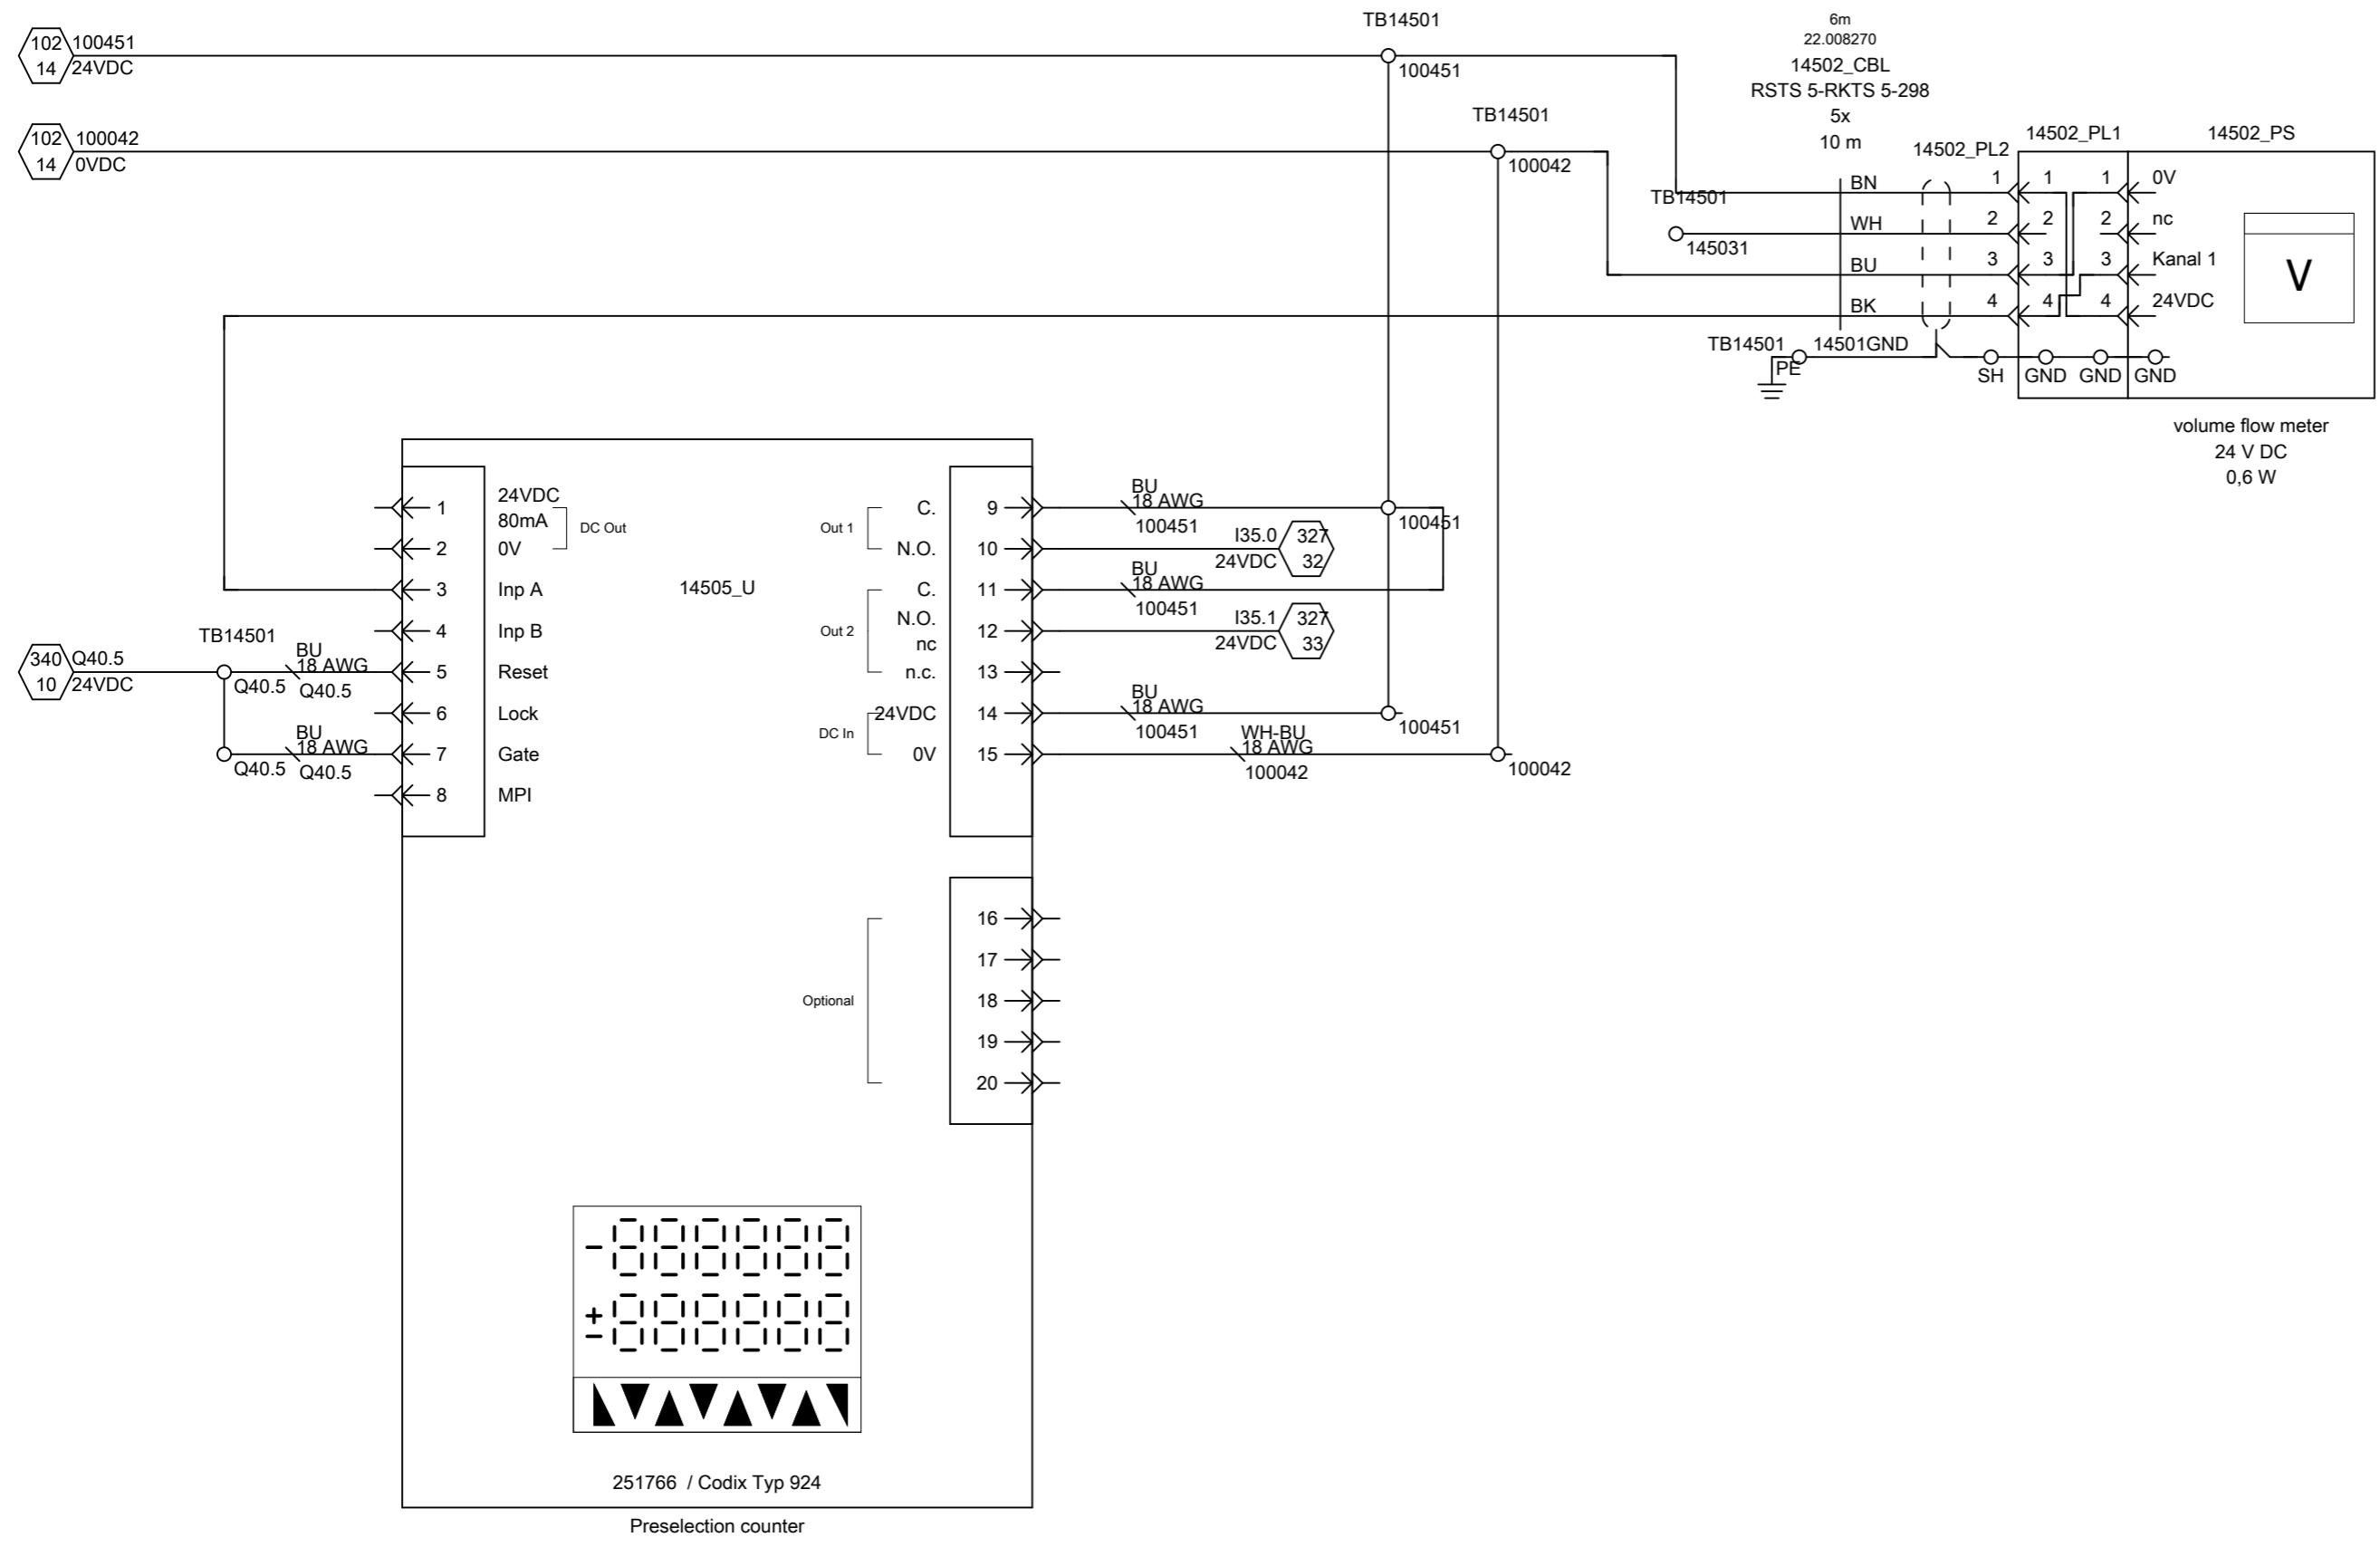 TB14501
6m
22.008270
14502_CBL
RSTS 5-RKTS 5-298
5x
10 m
102 100451
14 24VDC
100451
102 100042
14 0VDC
TB14501
100042
14502_PL2
14502_PL1
14502_PS
TB14501
145031
BN 1 1 1 0V
WH 2 2 2 nc
BU 3 3 3 Kanal 1
BK 4 4 4 24VDC
V
TB14501 14501GND
PE
SH GND GND GND
volume flow meter
24 V DC
0,6 W
14505_U
1 24VDC
80mA
DC Out
2 0V
3 Inp A
4 Inp B
5 Reset
6 Lock
7 Gate
8 MPI
340 Q40.5
10 24VDC
TB14501
Q40.5
BU
18 AWG
Q40.5
Q40.5
BU
18 AWG
Q40.5
Out 1
C. 9
N.O. 10
Out 2
C. 11
N.O. 12
nc
n.c. 13
DC In
24VDC 14
0V 15
BU
18 AWG
100451
100451
I35.0 327
24VDC 32
BU
18 AWG
100451
I35.1 327
24VDC 33
BU
18 AWG
100451
100451
WH-BU
18 AWG
100042
100042
Optional
16
17
18
19
20
- 888888
+
- 888888
251766 / Codix Typ 924
Preselection counter